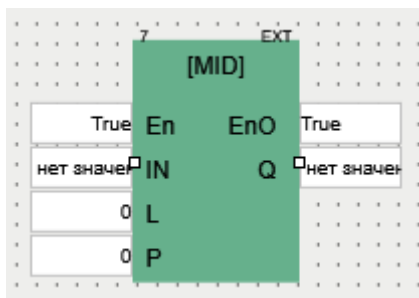 7 EXT
[MID]
True En EnO True
нет значен IN Q нет значен
0 L
0 P